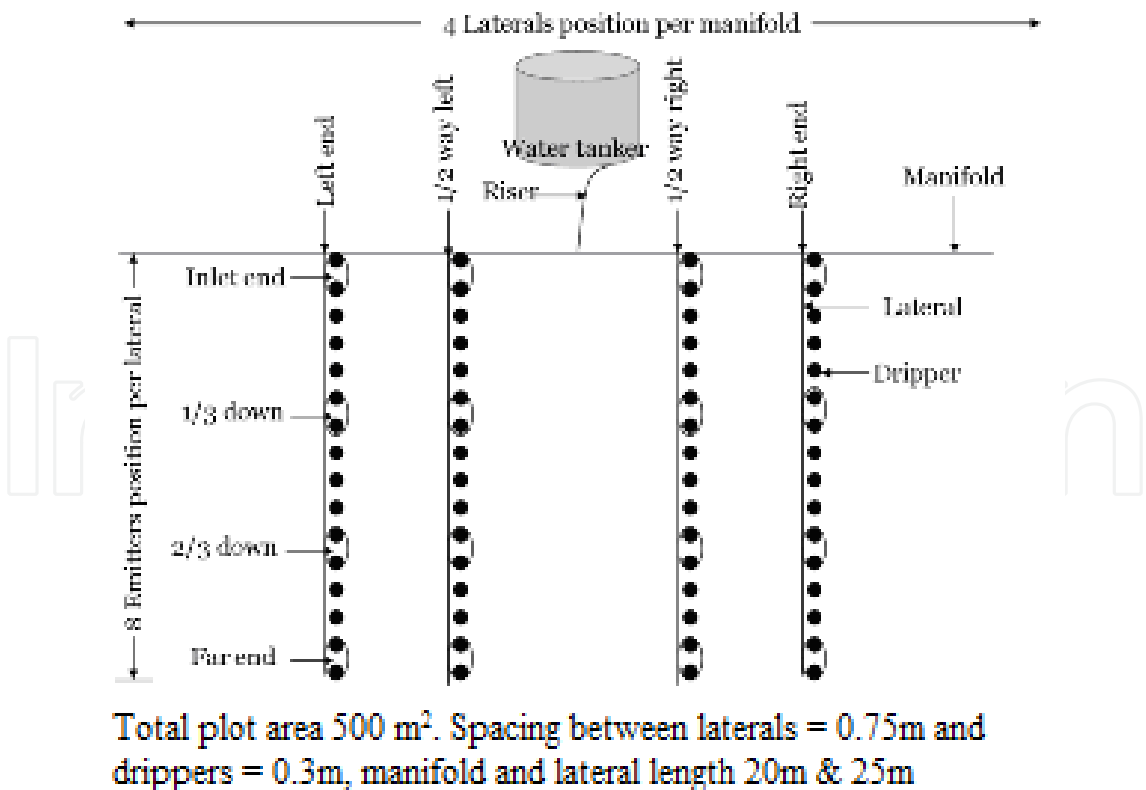 4 Laterals position per manifold
Left end
1/2 way left
Water tanker
Riser
1/2 way right
Right end
Manifold
Inlet end
Lateral
Dripper
1/3 down
2/3 down
Far end
8 Emitters position per lateral
Total plot area 500 m². Spacing between laterals = 0.75m and
drippers = 0.3m, manifold and lateral length 20m & 25m